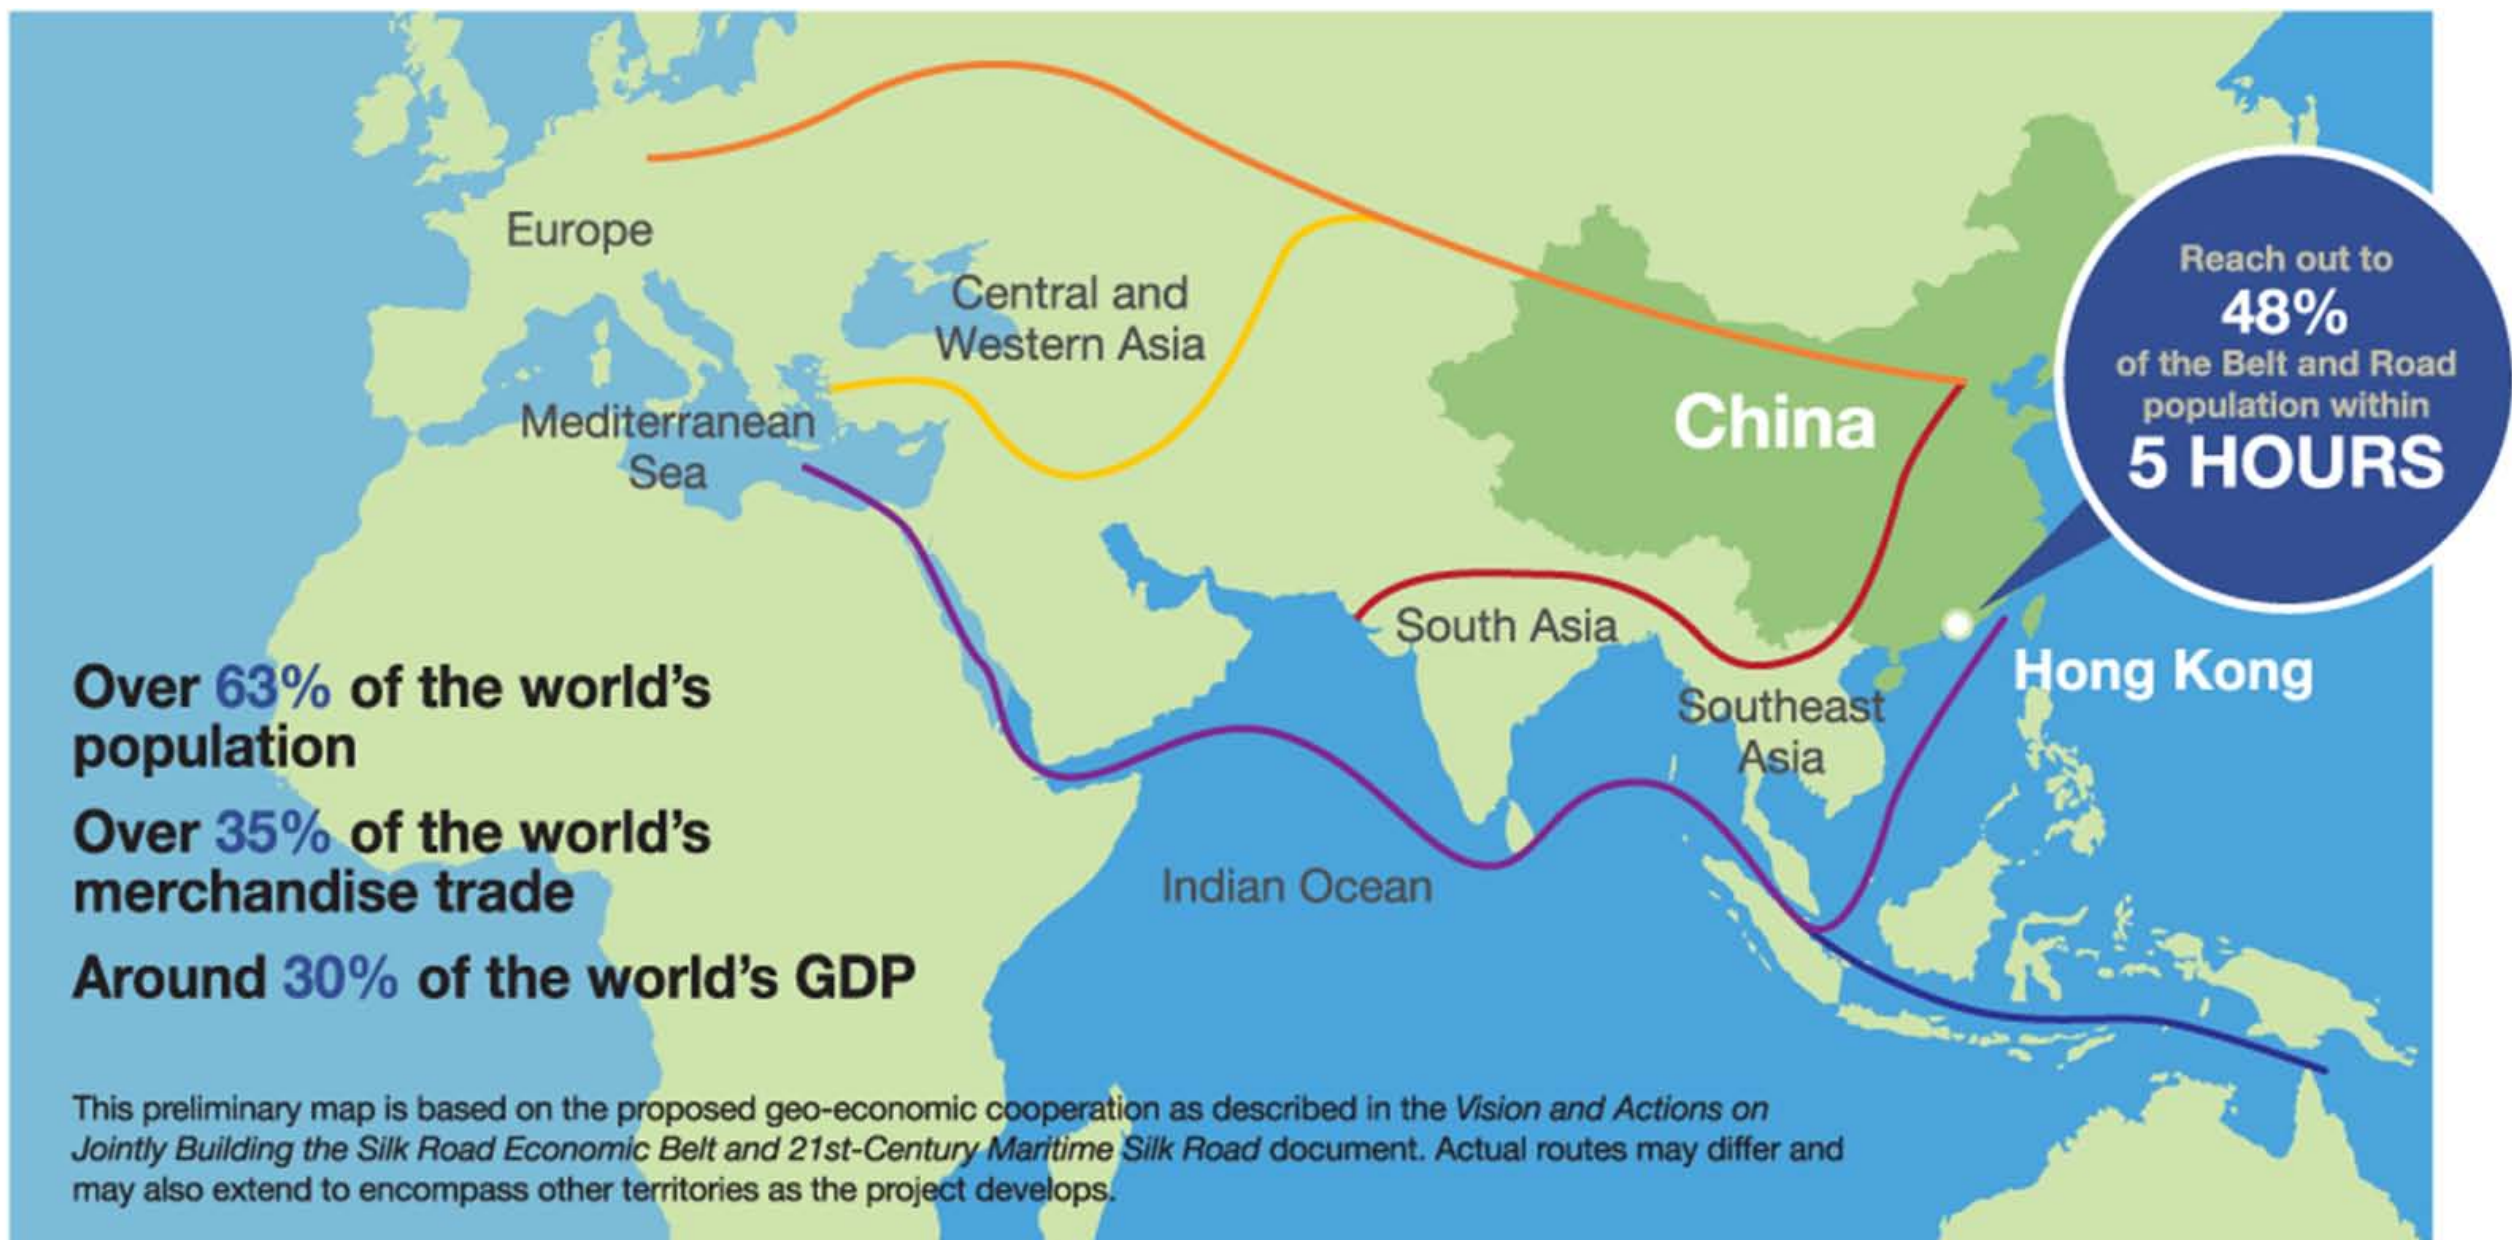 Reach out to
48%
of the Belt and Road
population within
5 HOURS
Europe
Central and
Western Asia
Mediterranean
Sea
China
South Asia
Southeast
Asia
Hong Kong
Indian Ocean
Over 63% of the world's
population
Over 35% of the world's
merchandise trade
Around 30% of the world's GDP
This preliminary map is based on the proposed geo-economic cooperation as described in the Vision and Actions on
Jointly Building the Silk Road Economic Belt and 21st-Century Maritime Silk Road document. Actual routes may differ and
may also extend to encompass other territories as the project develops.